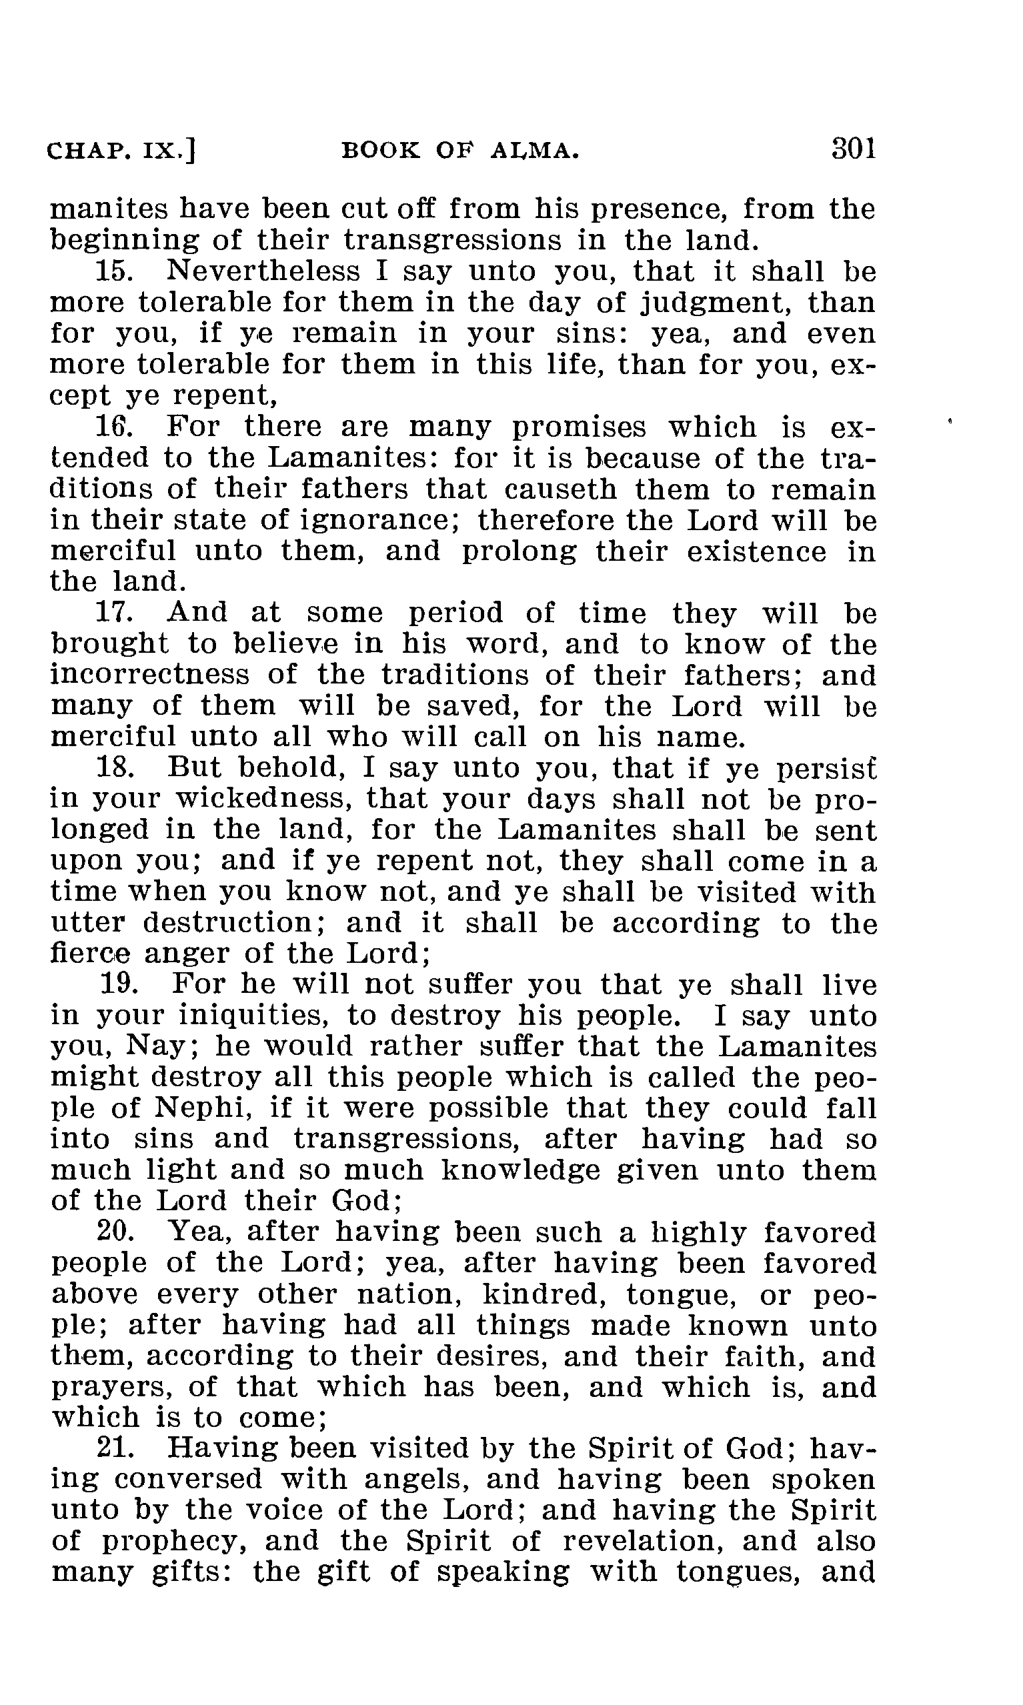 CHAP. IX.] BOOK OF ALMA. 301
manites have been cut off from his presence, from the
beginning of their transgressions in the land.
15. Nevertheless I say unto you, that it shall be
more tolerable for them in the day of judgment, than
for you, if ye remain in your sins: yea, and even
more tolerable for them in this life, than for you, ex-
cept ye repent,
16. For there are many promises which is ex-
tended to the Lamanites: for it is because of the tra-
ditions of their fathers that causeth them to remain
in their state of ignorance; therefore the Lord will be
merciful unto them, and prolong their existence in
the land.
17. And at some period of time they will be
brought to believe in his word, and to know of the
incorrectness of the traditions of their fathers; and
many of them will be saved, for the Lord will be
merciful unto all who will call on his name.
18. But behold, I say unto you, that if ye persist
in your wickedness, that your days shall not be pro-
longed in the land, for the Lamanites shall be sent
upon you; and if ye repent not, they shall come in a
time when you know not, and ye shall be visited with
utter destruction; and it shall be according to the
fierce anger of the Lord;
19. For he will not suffer you that ye shall live
in your iniquities, to destroy his people. I say unto
you, Nay; he would rather suffer that the Lamanites
might destroy all this people which is called the peo-
ple of Nephi, if it were possible that they could fall
into sins and transgressions, after having had so
much light and so much knowledge given unto them
of the Lord their God;
20. Yea, after having been such a highly favored
people of the Lord; yea, after having been favored
above every other nation, kindred, tongue, or peo-
ple; after having had all things made known unto
them, according to their desires, and their faith, and
prayers, of that which has been, and which is, and
which is to come;
21. Having been visited by the Spirit of God; hav-
ing conversed with angels, and having been spoken
unto by the voice of the Lord; and having the Spirit
of prophecy, and the Spirit of revelation, and also
many gifts: the gift of speaking with tongues, and